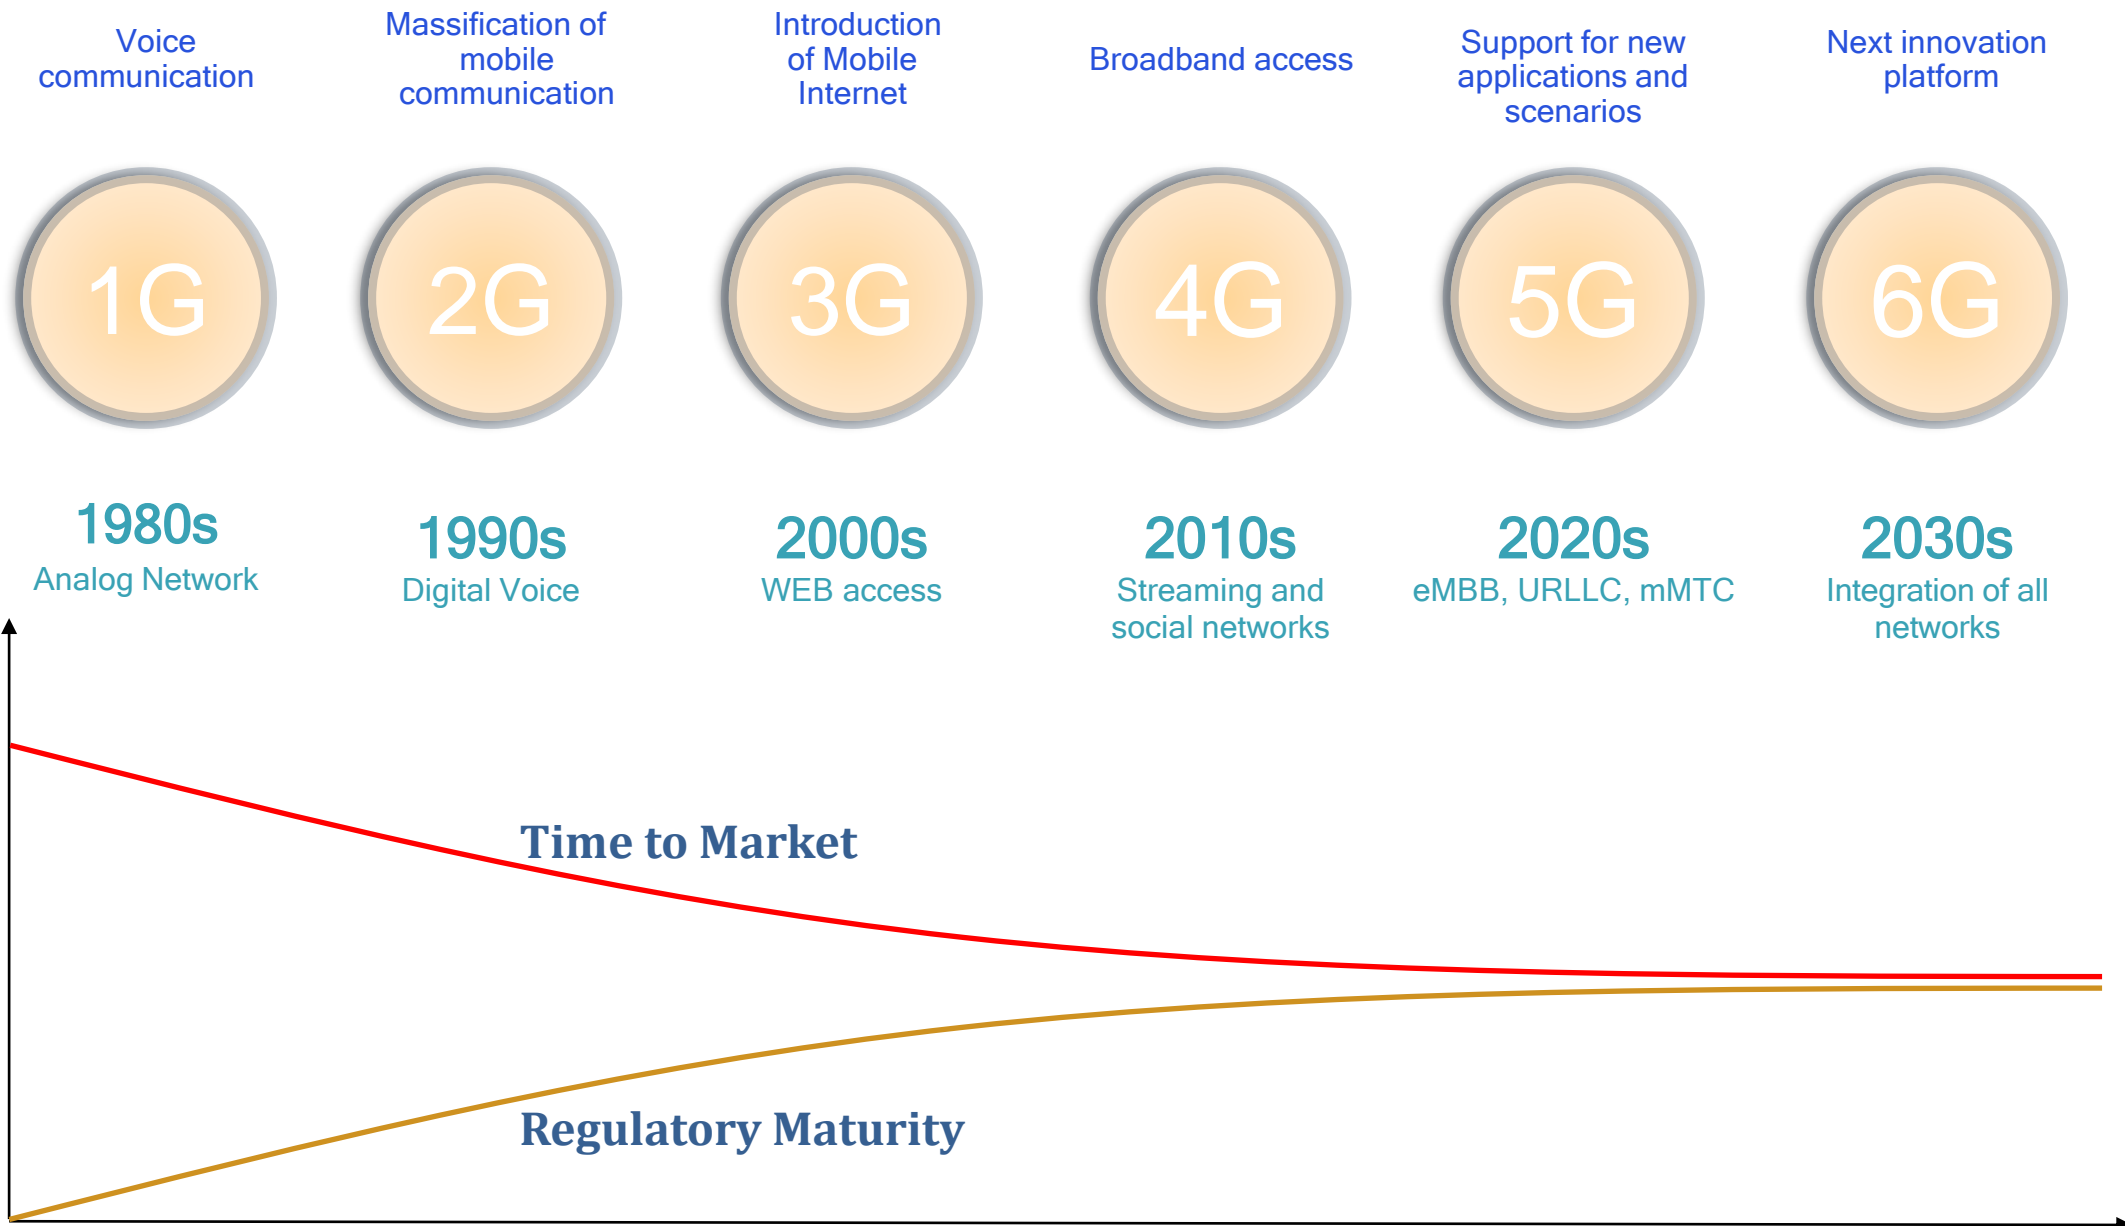 Voice
communication
Massification of
mobile
communication
Introduction
of Mobile
Internet
Broadband access
Support for new
applications and
scenarios
Next innovation
platform
1G
2G
3G
4G
5G
6G
1980s
Analog Network
1990s
Digital Voice
2000s
WEB access
2010s
Streaming and
social networks
2020s
eMBB, URLLC, mMTC
2030s
Integration of all
networks
Time to Market
Regulatory Maturity